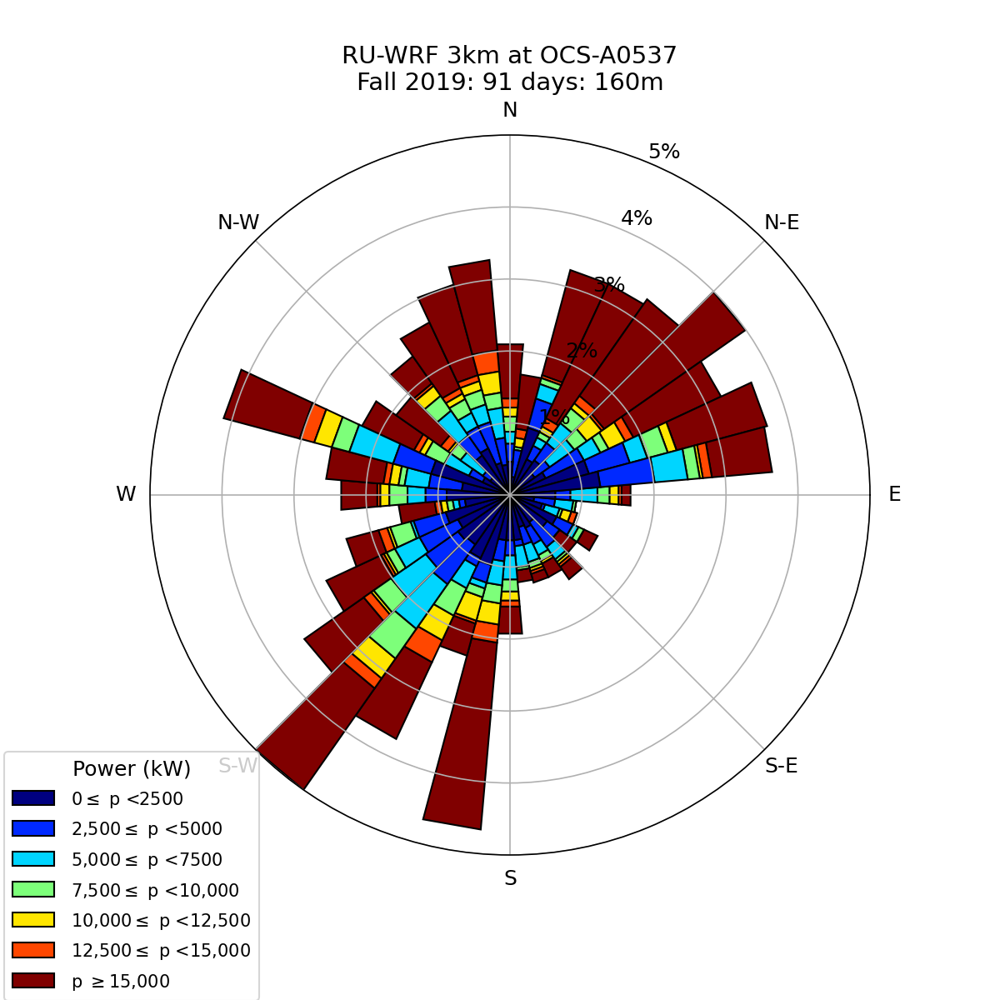 RU-WRF 3km at OCS-A0537
Fall 2019: 91 days: 160m
N
5%
4%
N-W
N-E
3%
2%
1%
W
E
S-W
S-E
S
Power (kW)
0≤ p <2500
2,500≤ p <5000
5,000≤ p <7500
7,500≤ p <10,000
10,000≤ p <12,500
12,500≤ p <15,000
p ≥15,000